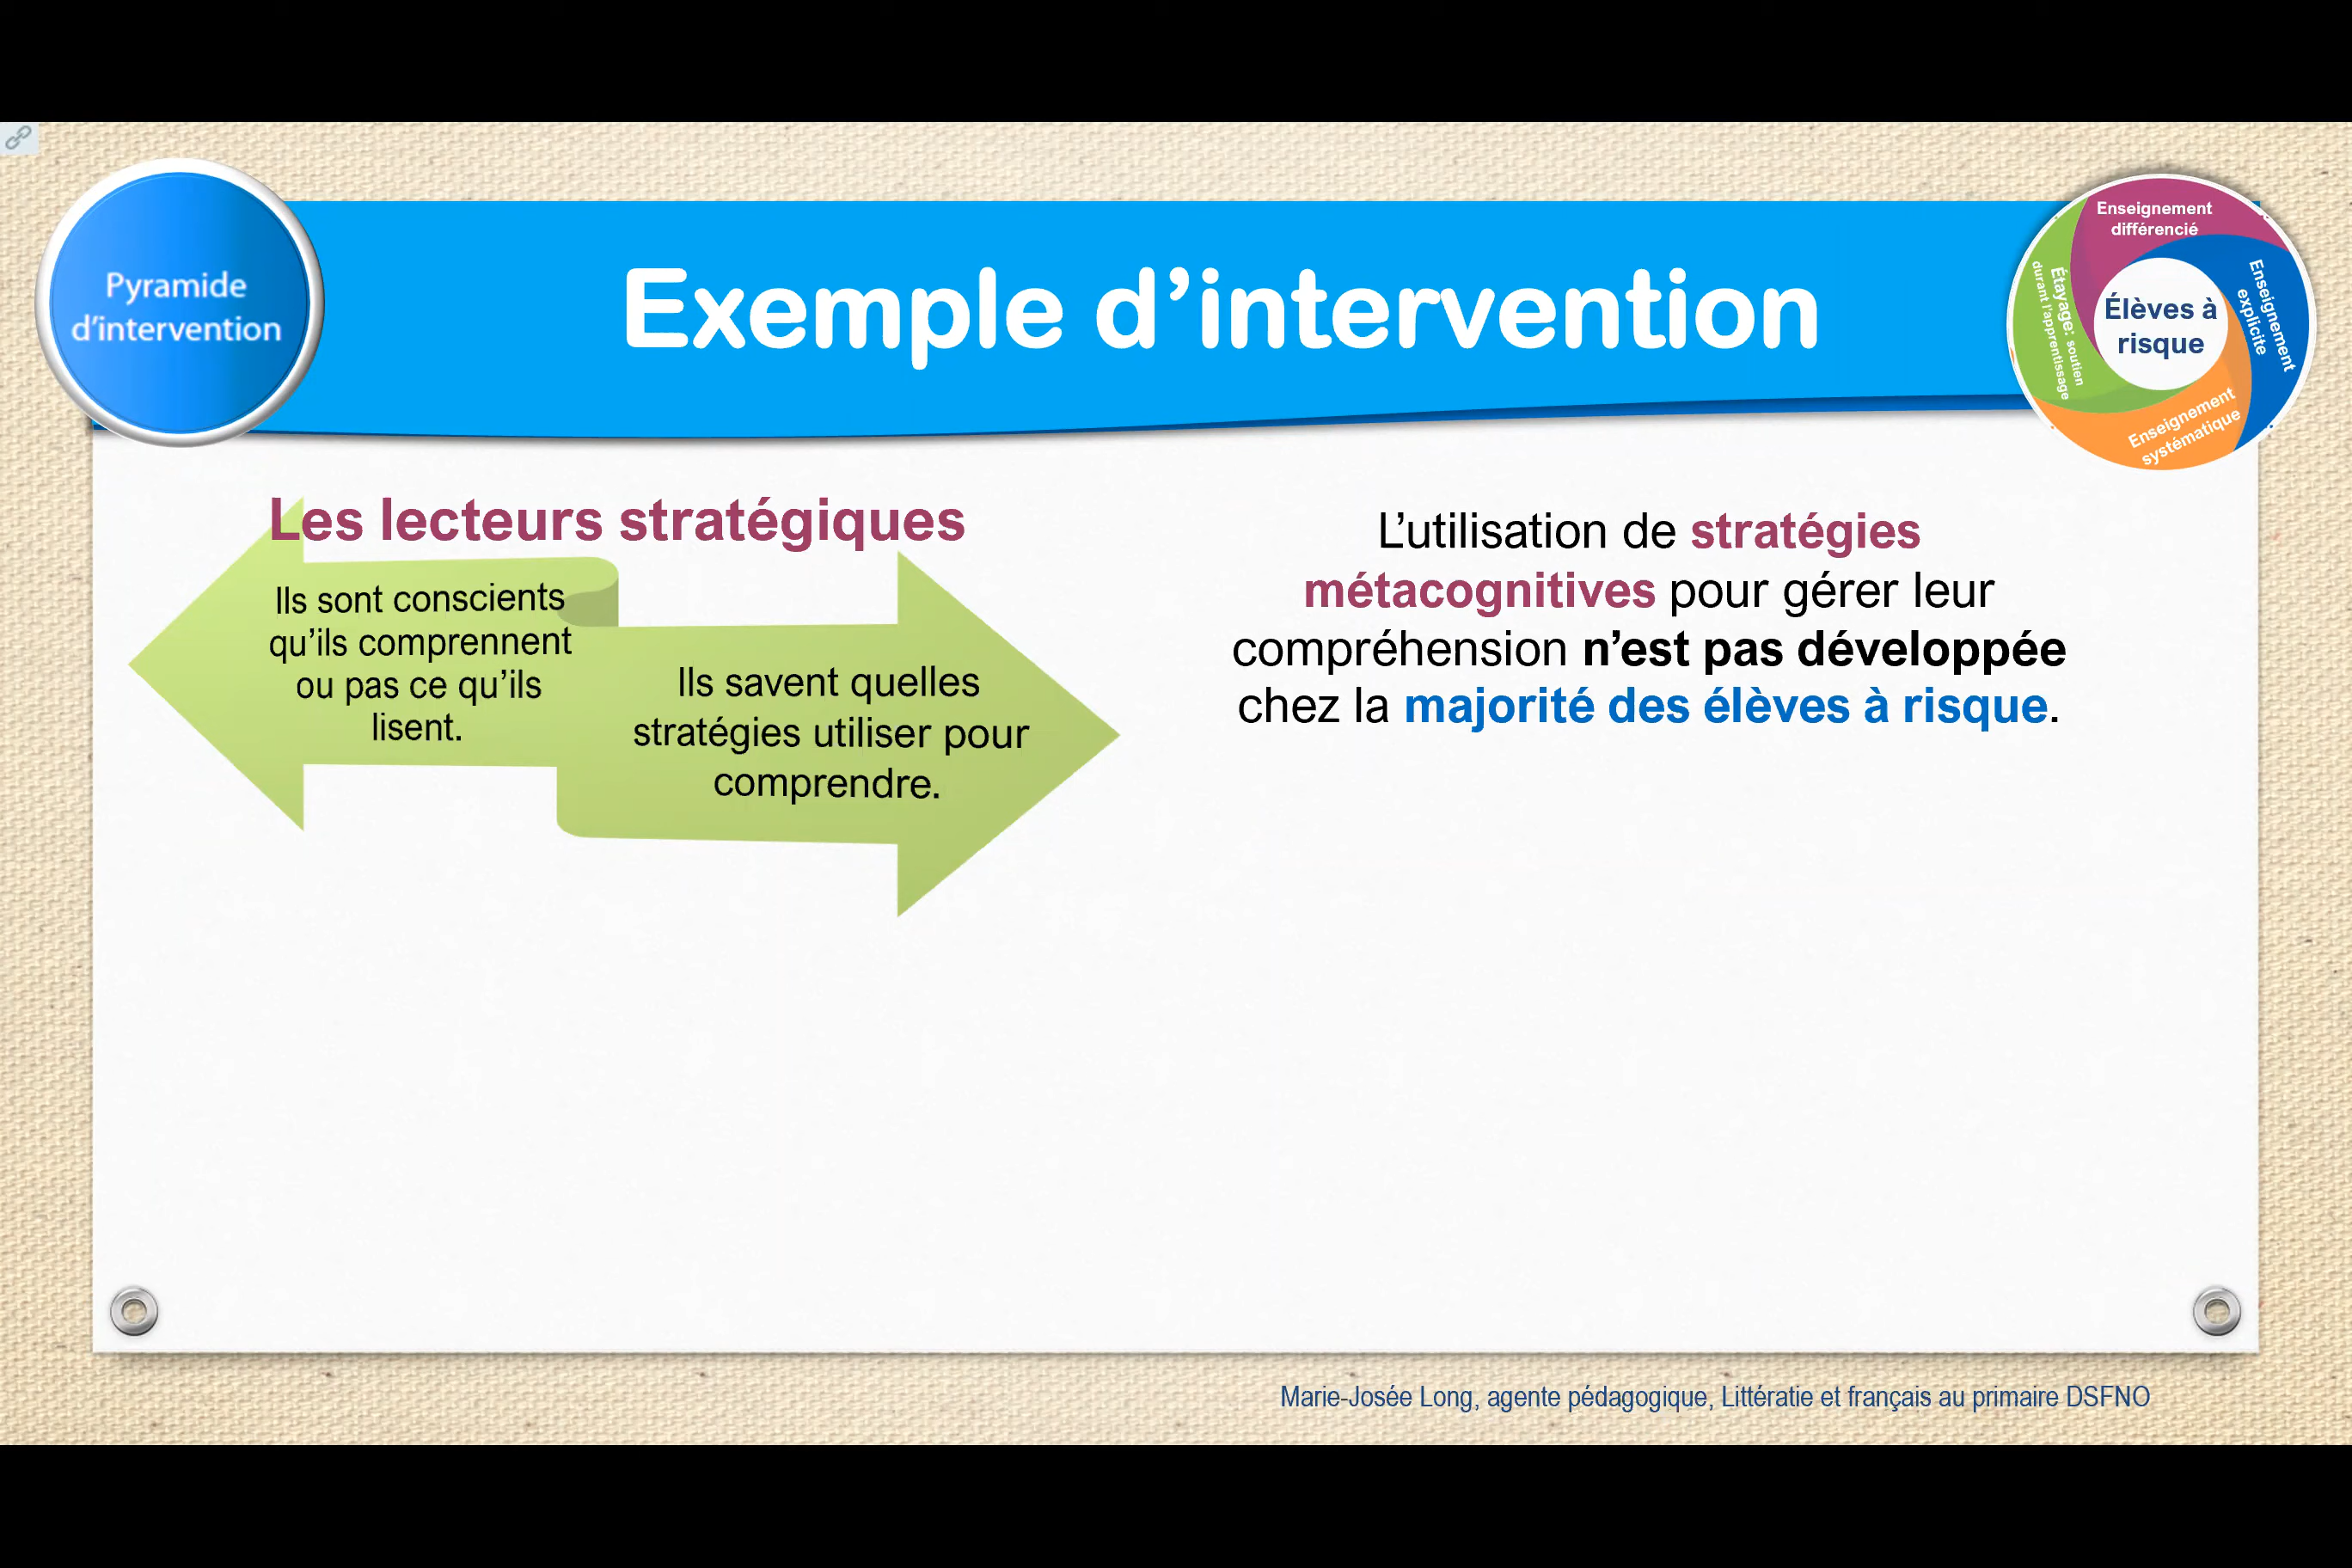 Pyramide
d'intervention
Exemple d'intervention
Enseignement
différencié
Enseignement
explicite
Enseignement
systématique
Étayage: soutien
durant l'apprentissage
Élèves à
risque
Les lecteurs stratégiques
Ils sont conscients
qu'ils comprennent
ou pas ce qu'ils
lisent.
Ils savent quelles
stratégies utiliser pour
comprendre.
L'utilisation de stratégies
métacognitives pour gérer leur
compréhension n'est pas développée
chez la majorité des élèves à risque.
Marie-Josée Long, agente pédagogique, Littératie et français au primaire DSFNO